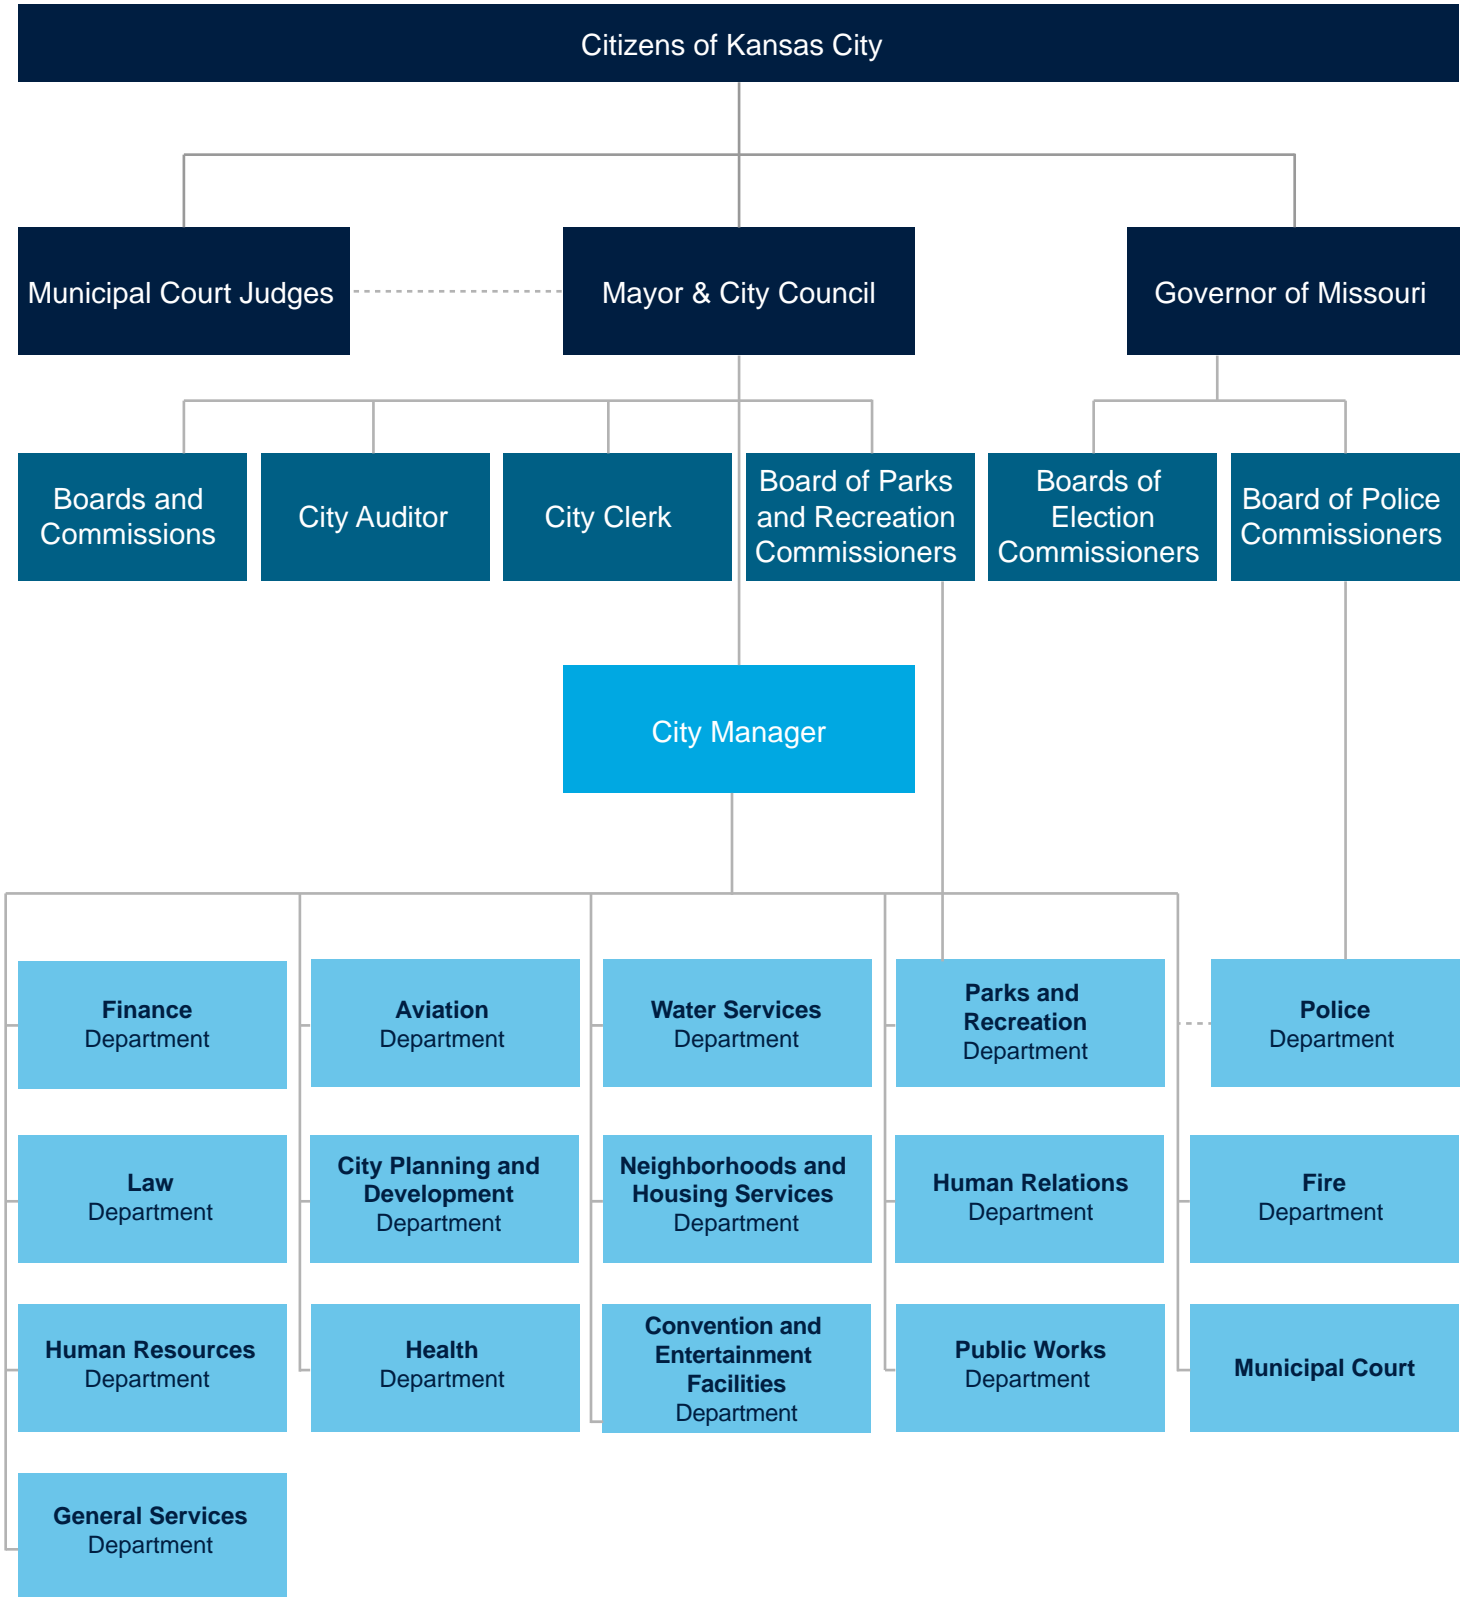 Citizens of Kansas City
Municipal Court Judges
Mayor & City Council
Governor of Missouri
Boards and
Commissions
City Auditor
City Clerk
Board of Parks
and Recreation
Commissioners
Boards of
Election
Commissioners
Board of Police
Commissioners
City Manager
Finance
Department
Aviation
Department
Water Services
Department
Parks and
Recreation
Department
Police
Department
Law
Department
City Planning and
Development
Department
Neighborhoods and
Housing Services
Department
Human Relations
Department
Fire
Department
Human Resources
Department
Health
Department
Convention and
Entertainment
Facilities
Department
Public Works
Department
Municipal Court
General Services
Department